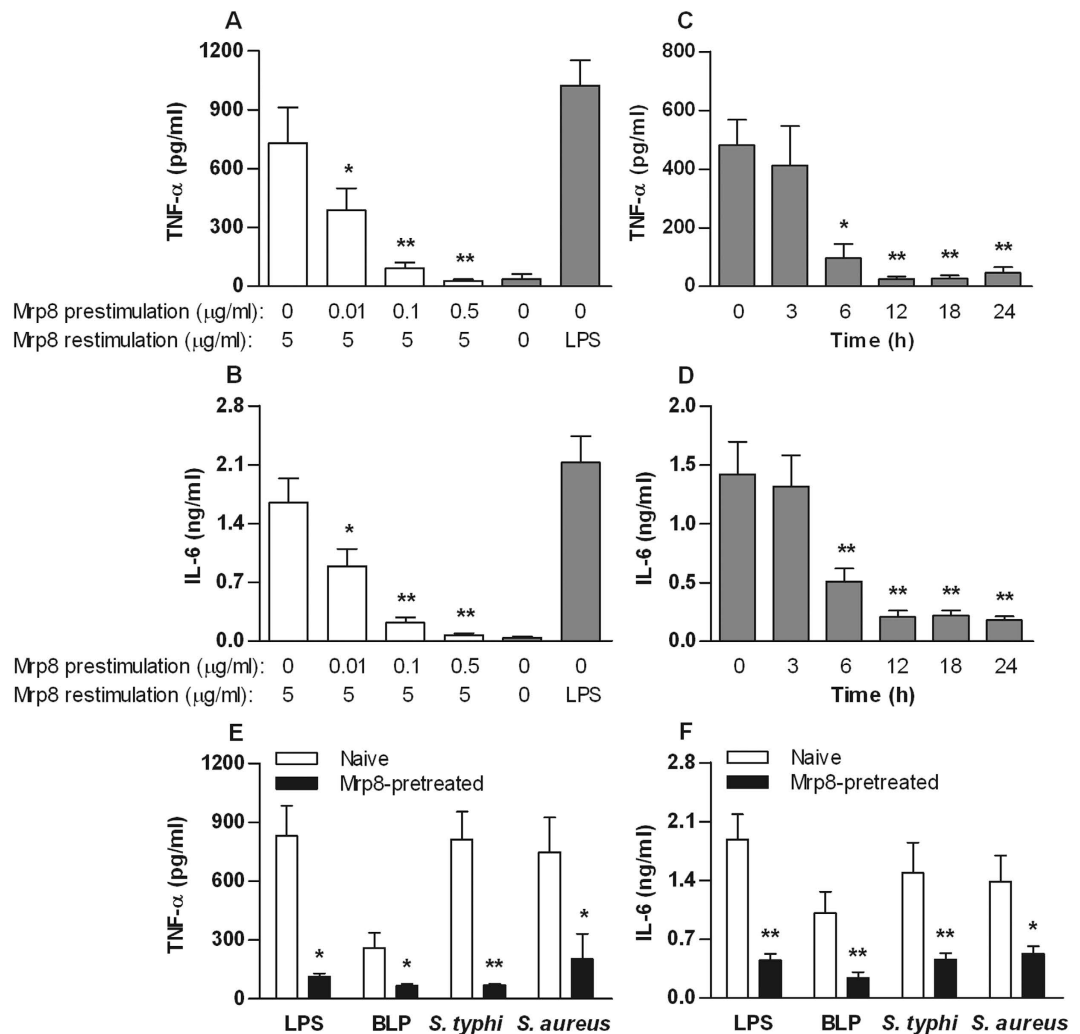 A
TNF-α (pg/ml)
1200
900
600
300
0
* ** **
Mrp8 prestimulation (μg/ml): 0 0.01 0.1 0.5 0 0
Mrp8 restimulation (μg/ml): 5 5 5 5 0 LPS
C
TNF-α (pg/ml)
800
600
400
200
0
* ** ** **
0 3 6 12 18 24
Time (h)
B
IL-6 (ng/ml)
2.8
2.1
1.4
0.7
0.0
* ** **
Mrp8 prestimulation (μg/ml): 0 0.01 0.1 0.5 0 0
Mrp8 restimulation (μg/ml): 5 5 5 5 0 LPS
D
IL-6 (ng/ml)
2.0
1.5
1.0
0.5
0.0
** ** ** **
0 3 6 12 18 24
Time (h)
E
Naive
Mrp8-pretreated
TNF-α (pg/ml)
1200
900
600
300
0
* * ** *
LPS BLP S. typhi S. aureus
F
Naive
Mrp8-pretreated
IL-6 (ng/ml)
2.8
2.1
1.4
0.7
0.0
** ** ** *
LPS BLP S. typhi S. aureus